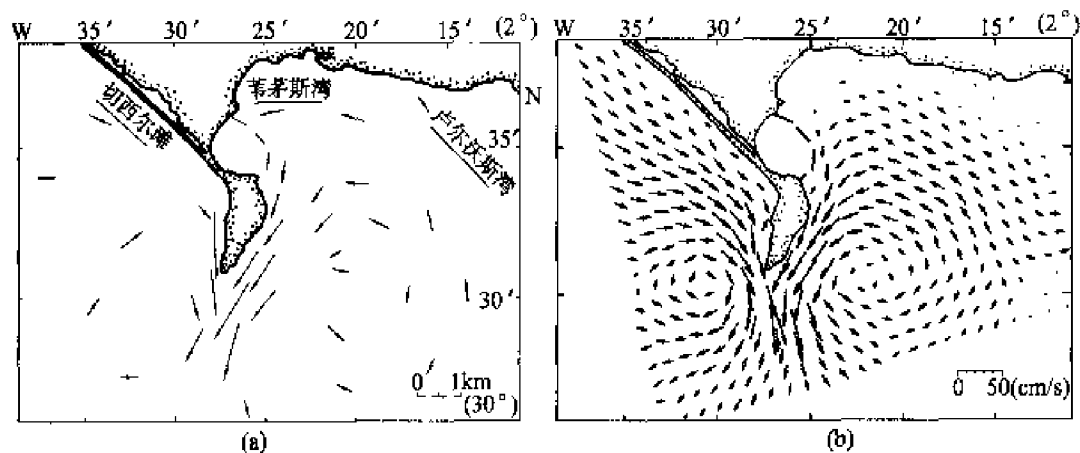 W 35′ 30′ 25′ 20′ 15′ (2°)
切西尔滩
苇茅斯湾
卢尔沃斯湾
N
35′
30′
0 1km
(30°)
(a)
W 35′ 30′ 25′ 20′ 15′ (2°)
0 50(cm/s)
(b)